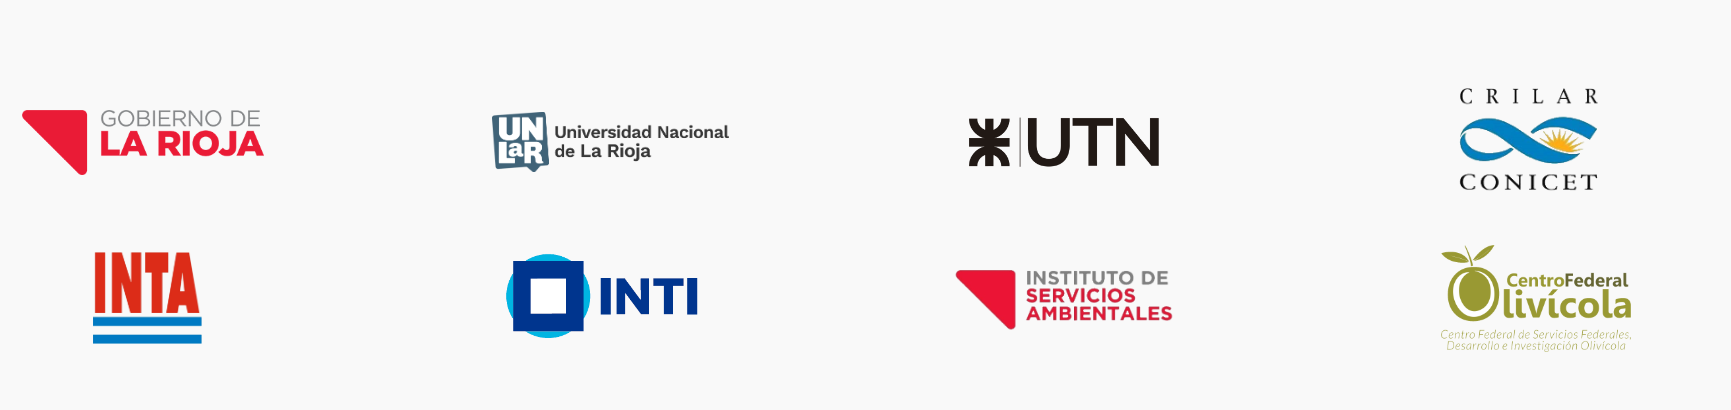 GOBIERNO DE
LA RIOJA
UN
LaR
Universidad Nacional
de La Rioja
UTN
CRILAR
CONICET
INTA
INTI
INSTITUTO DE
SERVICIOS
AMBIENTALES
CentroFederal
Olivícola
Centro Federal de Servicios Federales,
Desarrollo e Investigación Olivícola